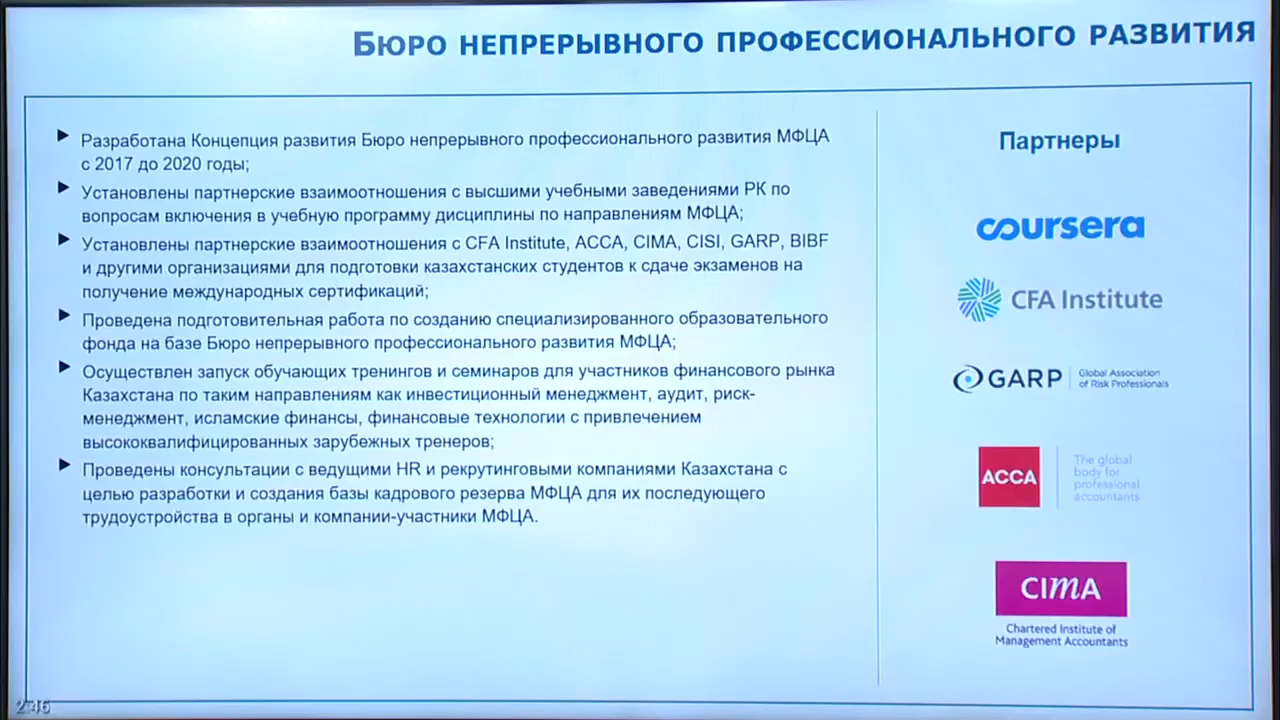 БЮРО НЕПРЕРЫВНОГО ПРОФЕССИОНАЛЬНОГО РАЗВИТИЯ
Разработана Концепция развития Бюро непрерывного профессионального развития МФЦА
с 2017 до 2020 годы;
Установлены партнерские взаимоотношения с высшими учебными заведениями РК по
вопросам включения в учебную программу дисциплины по направлениям МФЦА;
Установлены партнерские взаимоотношения с CFA Institute, ACCA, CIMA, CISI, GARP, BIBF
и другими организациями для подготовки казахстанских студентов к сдаче экзаменов на
получение международных сертификаций;
Проведена подготовительная работа по созданию специализированного образовательного
фонда на базе Бюро непрерывного профессионального развития МФЦА;
Осуществлен запуск обучающих тренингов и семинаров для участников финансового рынка
Казахстана по таким направлениям как инвестиционный менеджмент, аудит, риск-
менеджмент, исламские финансы, финансовые технологии с привлечением
высококвалифицированных зарубежных тренеров;
Проведены консультации с ведущими HR и рекрутинговыми компаниями Казахстана с
целью разработки и создания базы кадрового резерва МФЦА для их последующего
трудоустройства в органы и компании-участники МФЦА.
Партнеры
coursera
CFA Institute
GARP
Global Association
of Risk Professionals
ACCA
The global
body for
professional
accountants
CIMA
Chartered Institute of
Management Accountants
2:46